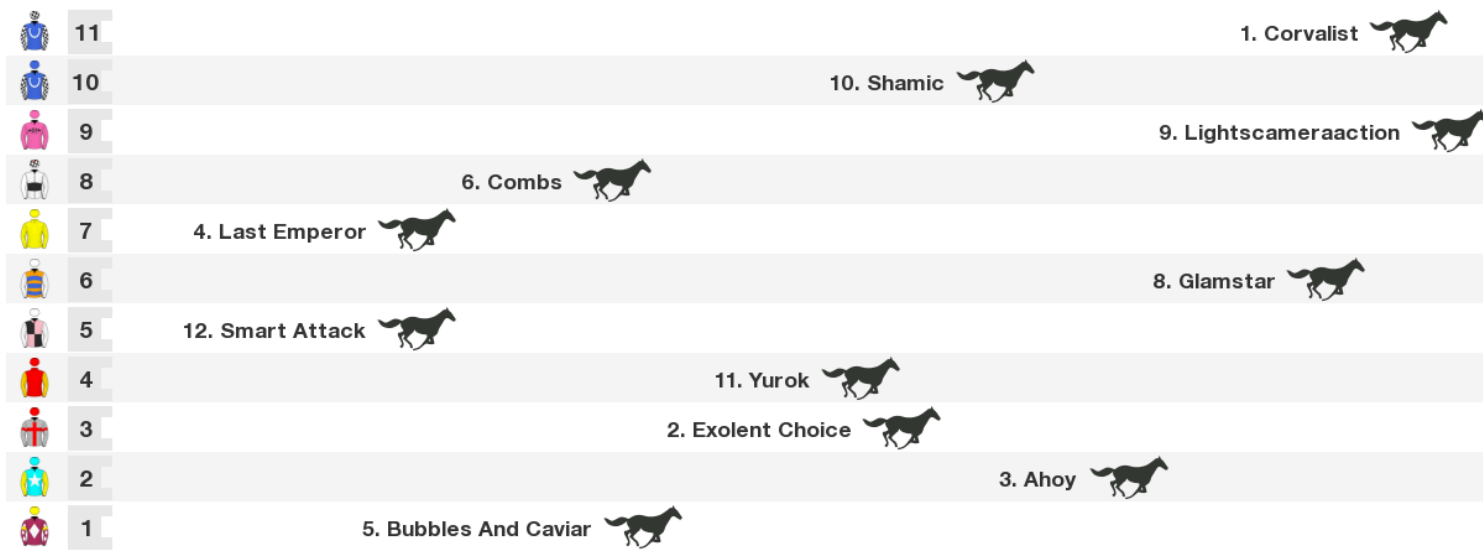 11 1. Corvalist
10 10. Shamic
9 9. Lightscameraaction
8 6. Combs
7 4. Last Emperor
6 8. Glamstar
5 12. Smart Attack
4 11. Yurok
3 2. Exolent Choice
2 3. Ahoy
1 5. Bubbles And Caviar